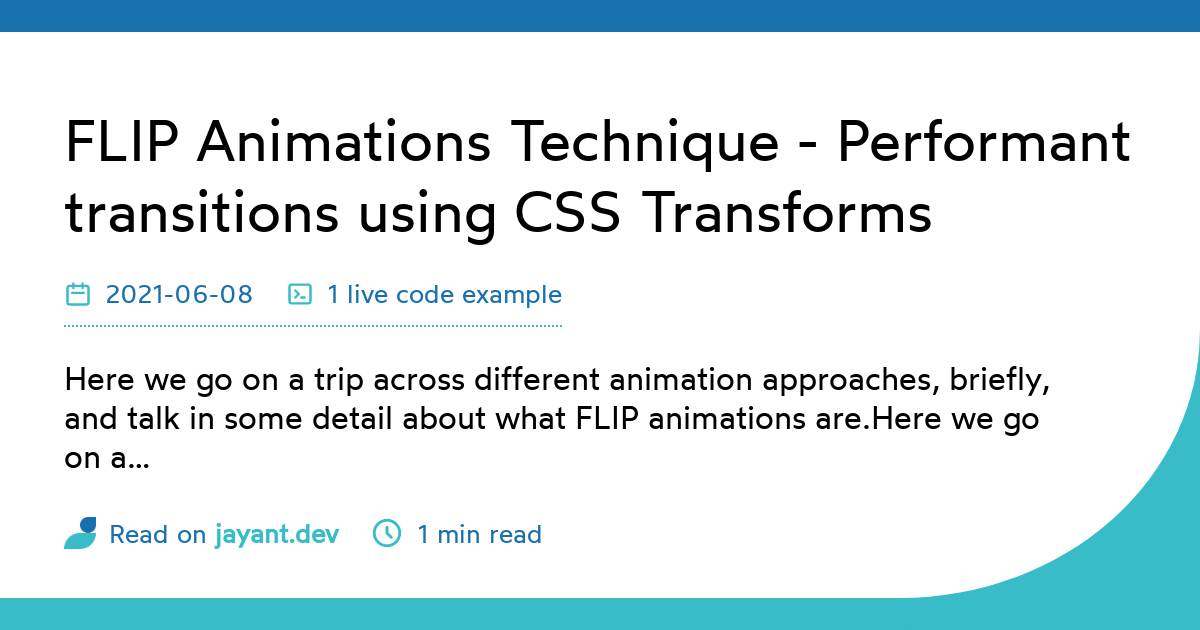 FLIP Animations Technique - Performant
transitions using CSS Transforms
2021-06-08 1 live code example
Here we go on a trip across different animation approaches, briefly,
and talk in some detail about what FLIP animations are.Here we go
on a...
Read on jayant.dev 1 min read